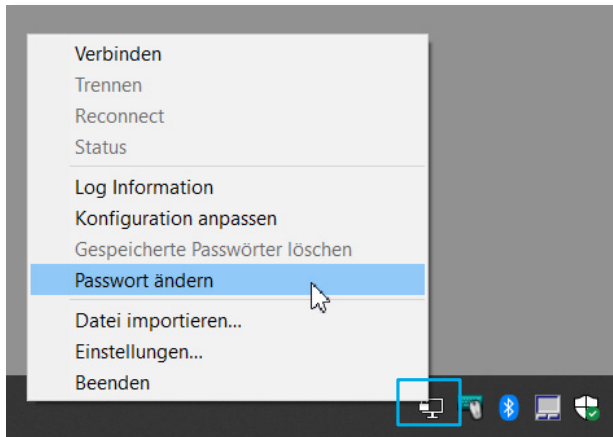 Verbinden
Trennen
Reconnect
Status
Log Information
Konfiguration anpassen
Gespeicherte Passwörter löschen
Passwort ändern
Datei importieren...
Einstellungen...
Beenden